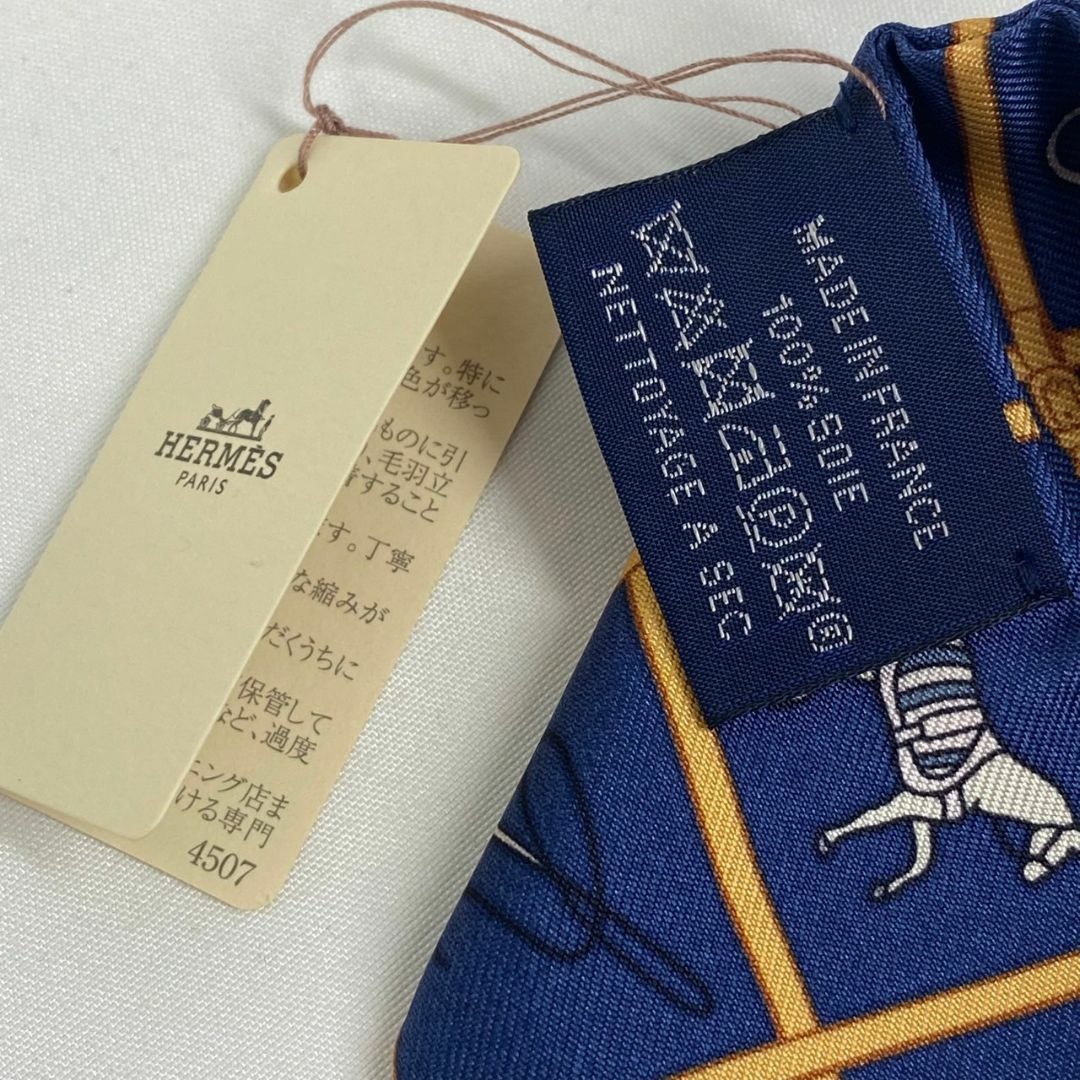 HERMÈS
PARIS
す。特に
色が移っ
ものに引
、毛羽立
着すること
ます。丁寧
な縮みが
だくうちに
保管して
など、過度
ニング店ま
ける専門
4507
MADE IN FRANCE
100% SOIE
NETTOYAGE A SEC